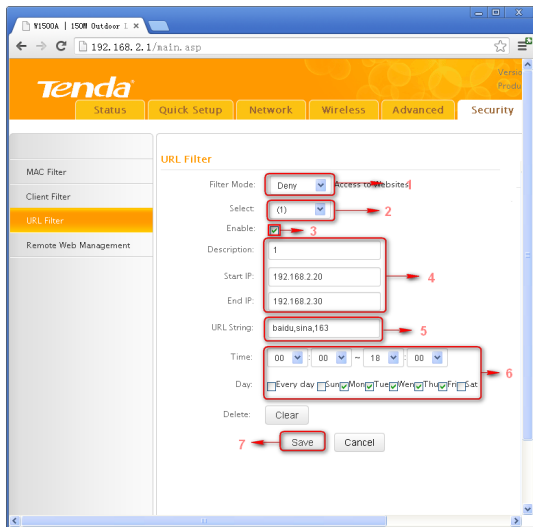 W1500A | 150M Outdoor
192.168.2.1/main.asp
Tenda
Status Quick Setup Network Wireless Advanced Security
URL Filter
MAC Filter
Client Filter
URL Filter
Remote Web Management
Filter Mode: Deny Access to Websites 1
Select: (1) 2
Enable: 3
Description: 1
Start IP: 192.168.2.20 4
End IP: 192.168.2.30
URL String: baidu,sina,163 5
Time: 00 : 00 ~ 18 : 00
Day: Every day Sun Mon Tue Wen Thu Fri Sat 6
Delete: Clear
7 Save Cancel